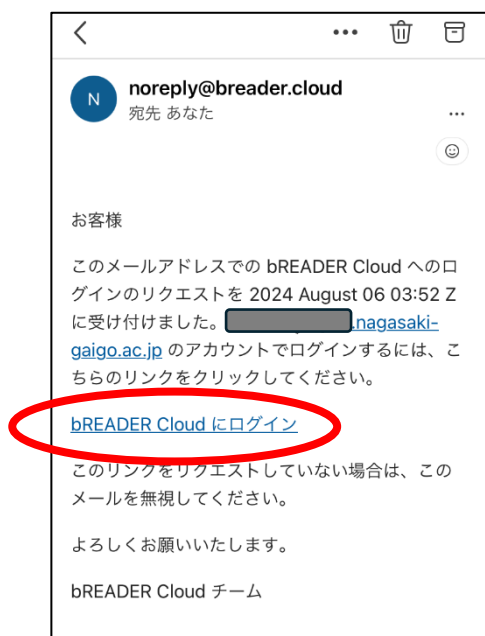 N
noreply@breader.cloud
宛先 あなた
お客様
このメールアドレスでの bREADER Cloud へのロ
グインのリクエストを 2024 August 06 03:52 Z
に受け付けました。 .nagasaki-
gaigo.ac.jp のアカウントでログインするには、こ
ちらのリンクをクリックしてください。
bREADER Cloud にログイン
このリンクをリクエストしていない場合は、この
メールを無視してください。
よろしくお願いいたします。
bREADER Cloud チーム